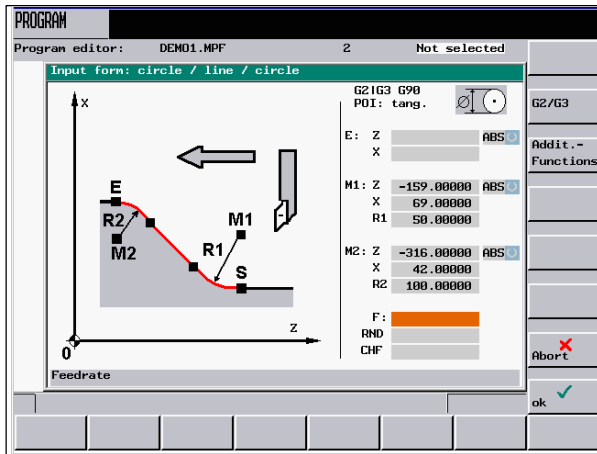 PROGRAM
Program editor: DEMO1.MPF 2 Not selected
Input form: circle / line / circle
G2|G3 G90
POI: tang.
G2/G3
Addit.-
Functions
X
E: Z ABS
X
M1: Z -159.00000 ABS
X 69.00000
R1 50.00000
M2: Z -316.00000 ABS
X 42.00000
R2 100.00000
F:
RND
CHF
E
R2
M2
M1
R1
S
Z
0
Feedrate
Abort
ok